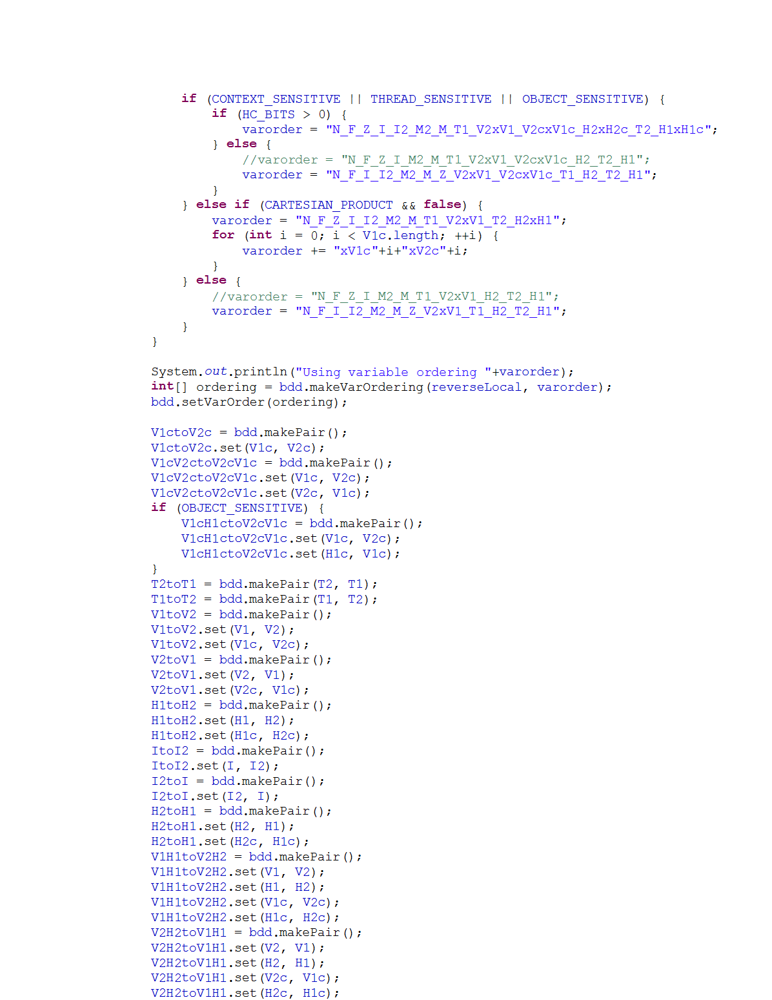 if (CONTEXT_SENSITIVE || THREAD_SENSITIVE || OBJECT_SENSITIVE) {
if (HC_BITS > 0) {
varorder = "N_F_Z_I_I2_M2_M_T1_V2xV1_V2cxV1c_H2xH2c_T2_H1xH1c";
} else {
//varorder = "N_F_Z_I_M2_M_T1_V2xV1_V2cxV1c_H2_T2_H1";
varorder = "N_F_I_I2_M2_M_Z_V2xV1_V2cxV1c_T1_H2_T2_H1";
}
} else if (CARTESIAN_PRODUCT && false) {
varorder = "N_F_Z_I_I2_M2_M_T1_V2xV1_T2_H2xH1";
for (int i = 0; i < V1c.length; ++i) {
varorder += "xV1c"+i+"xV2c"+i;
}
} else {
//varorder = "N_F_Z_I_M2_M_T1_V2xV1_H2_T2_H1";
varorder = "N_F_I_I2_M2_M_Z_V2xV1_T1_H2_T2_H1";
}
}
System.out.println("Using variable ordering "+varorder);
int[] ordering = bdd.makeVarOrdering(reverseLocal, varorder);
bdd.setVarOrder(ordering);
V1ctoV2c = bdd.makePair();
V1ctoV2c.set(V1c, V2c);
V1cV2ctoV2cV1c = bdd.makePair();
V1cV2ctoV2cV1c.set(V1c, V2c);
V1cV2ctoV2cV1c.set(V2c, V1c);
if (OBJECT_SENSITIVE) {
V1cH1ctoV2cV1c = bdd.makePair();
V1cH1ctoV2cV1c.set(V1c, V2c);
V1cH1ctoV2cV1c.set(H1c, V1c);
}
T2toT1 = bdd.makePair(T2, T1);
T1toT2 = bdd.makePair(T1, T2);
V1toV2 = bdd.makePair();
V1toV2.set(V1, V2);
V1toV2.set(V1c, V2c);
V2toV1 = bdd.makePair();
V2toV1.set(V2, V1);
V2toV1.set(V2c, V1c);
H1toH2 = bdd.makePair();
H1toH2.set(H1, H2);
H1toH2.set(H1c, H2c);
ItoI2 = bdd.makePair();
ItoI2.set(I, I2);
I2toI = bdd.makePair();
I2toI.set(I2, I);
H2toH1 = bdd.makePair();
H2toH1.set(H2, H1);
H2toH1.set(H2c, H1c);
V1H1toV2H2 = bdd.makePair();
V1H1toV2H2.set(V1, V2);
V1H1toV2H2.set(H1, H2);
V1H1toV2H2.set(V1c, V2c);
V1H1toV2H2.set(H1c, H2c);
V2H2toV1H1 = bdd.makePair();
V2H2toV1H1.set(V2, V1);
V2H2toV1H1.set(H2, H1);
V2H2toV1H1.set(V2c, V1c);
V2H2toV1H1.set(H2c, H1c);